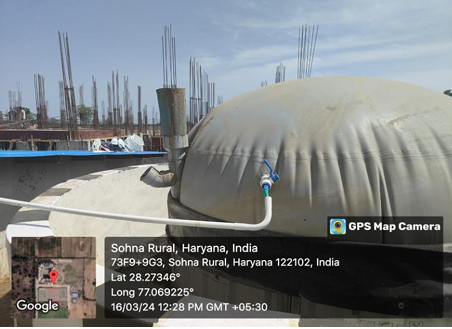 GPS Map Camera
Sohna Rural, Haryana, India
73F9+9G3, Sohna Rural, Haryana 122102, India
Lat 28.27346°
Long 77.069225°
16/03/24 12:28 PM GMT +05:30
Google